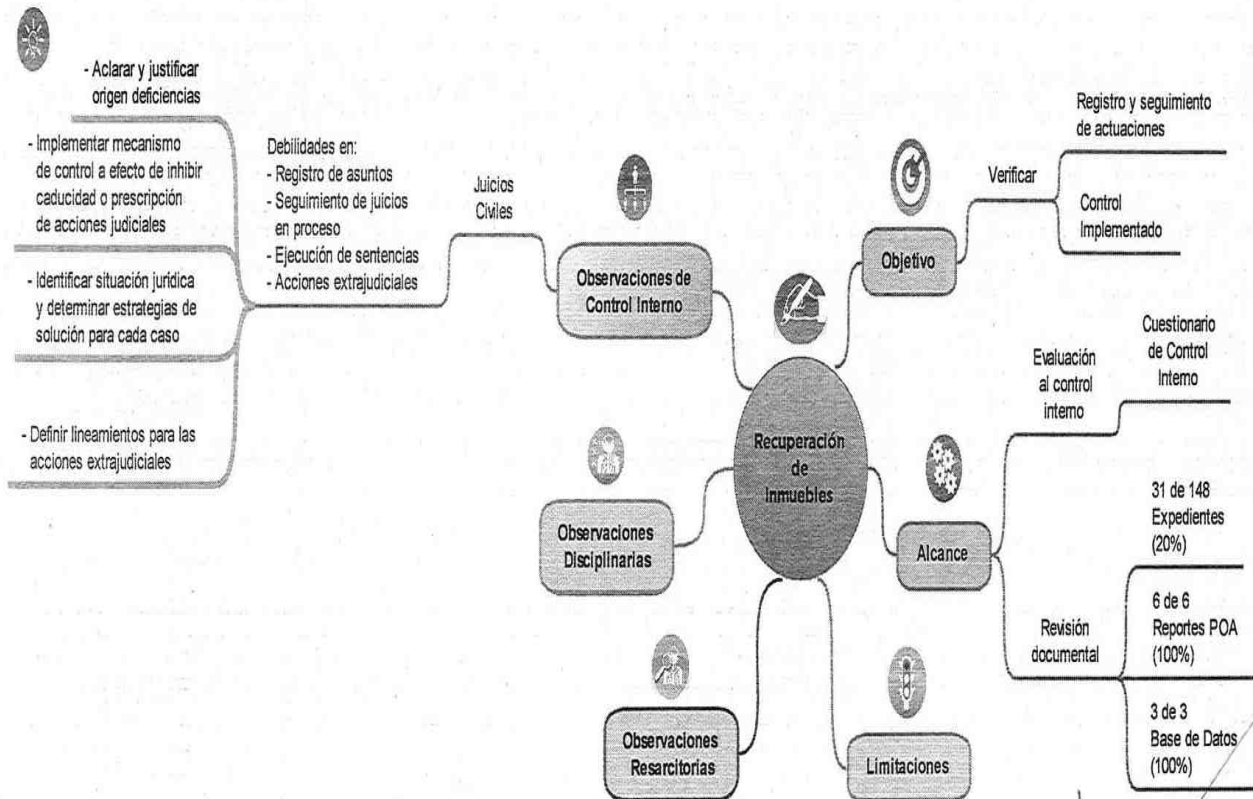 - Aclarar y justificar
origen deficiencias
- Implementar mecanismo
de control a efecto de inhibir
caducidad o prescripción
de acciones judiciales
- Identificar situación jurídica
y determinar estrategias de
solución para cada caso
- Definir lineamientos para las
acciones extrajudiciales
Debilidades en:
- Registro de asuntos
- Seguimiento de juicios
en proceso
- Ejecución de sentencias
- Acciones extrajudiciales
Juicios
Civiles
Observaciones de
Control Interno
Observaciones
Disciplinarias
Observaciones
Resarcitorias
Recuperación
de
Inmuebles
Objetivo
Verificar
Registro y seguimiento
de actuaciones
Control
Implementado
Alcance
Evaluación
al control
interno
Cuestionario
de Control
Interno
Revisión
documental
31 de 148
Expedientes
(20%)
6 de 6
Reportes POA
(100%)
3 de 3
Base de Datos
(100%)
Limitaciones